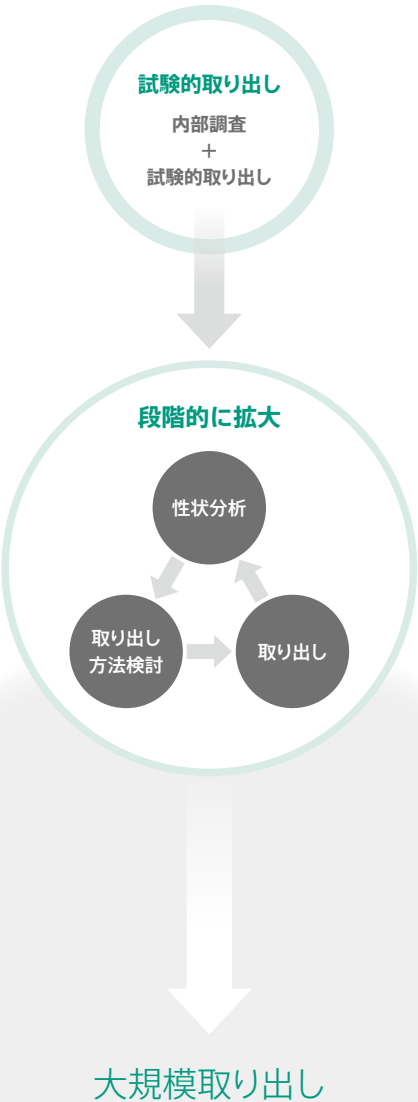 試験的取り出し
内部調査
+
試験的取り出し
段階的に拡大
性状分析
取り出し
方法検討
取り出し
大規模取り出し